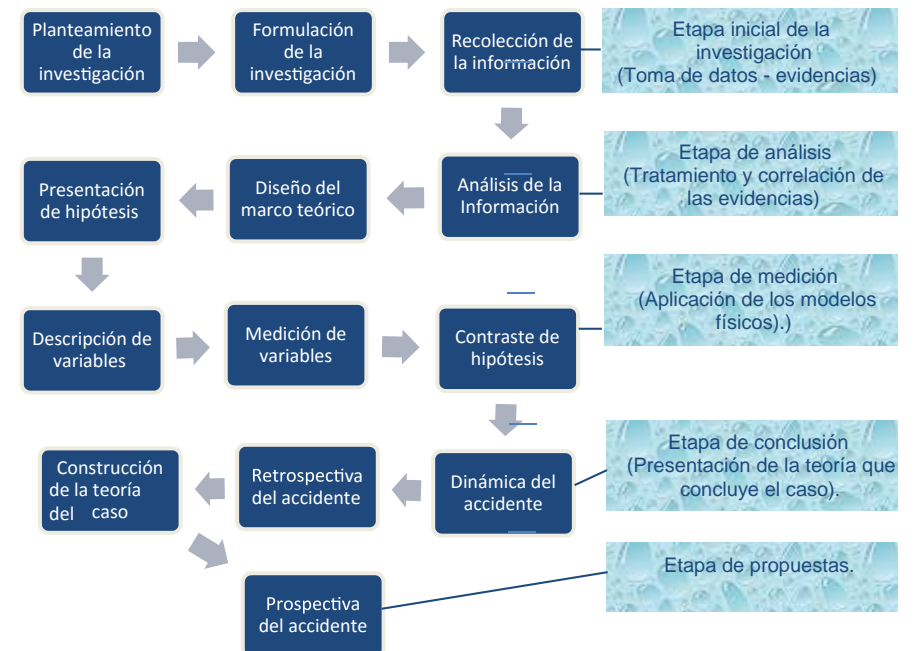 Planteamiento
de la
investigación
Formulación
de la
investigación
Recolección de
la información
Etapa inicial de la
investigación
(Toma de datos - evidencias)
Presentación
de hipótesis
Diseño del
marco teórico
Análisis de la
Información
Etapa de análisis
(Tratamiento y correlación de
las evidencias)
Descripción de
variables
Medición de
variables
Contraste de
hipótesis
Etapa de medición
(Aplicación de los modelos
físicos).)
Construcción
de la teoría
del caso
Retrospectiva
del accidente
Dinámica del
accidente
Etapa de conclusión
(Presentación de la teoría que
concluye el caso).
Prospectiva
del accidente
Etapa de propuestas.